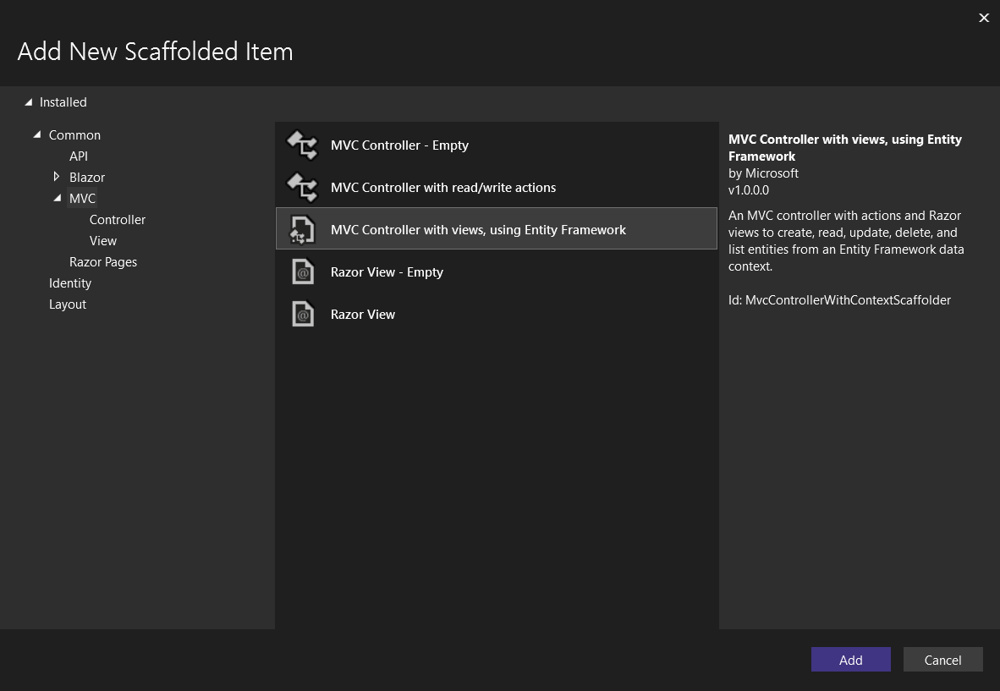 Add New Scaffolded Item
Installed
Common
API
Blazor
MVC
Controller
View
Razor Pages
Identity
Layout
MVC Controller - Empty
MVC Controller with read/write actions
MVC Controller with views, using Entity Framework
Razor View - Empty
Razor View
MVC Controller with views, using Entity
Framework
by Microsoft
v1.0.0.0
An MVC controller with actions and Razor
views to create, read, update, delete, and
list entities from an Entity Framework data
context.
Id: MvcControllerWithContextScaffolder
Add
Cancel